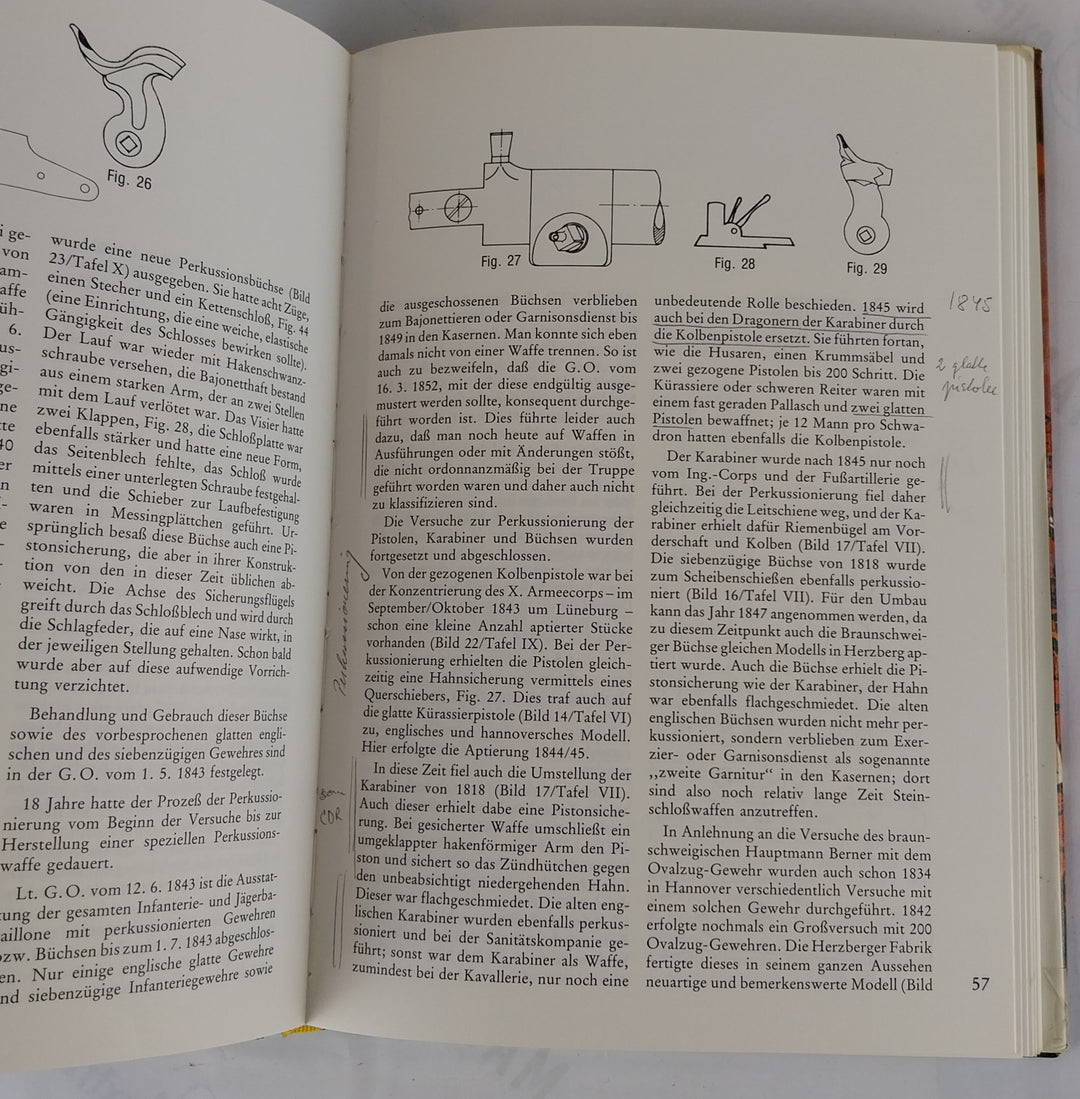 Fig. 26
i ge-
von
am-
affe
üh-
6.
us-
gi-
ge-
ne
tte
40
er
n
wurde eine neue Perkussionsbüchse (Bild
23/Tafel X) ausgegeben. Sie hatte acht Züge,
einen Stecher und ein Kettenschloß, Fig. 44
(eine Einrichtung, die eine weiche, elastische
Gängigkeit des Schlosses bewirken sollte).
Der Lauf war wieder mit Hakenschwanz-
schraube versehen, die Bajonetthaft bestand
aus einem starken Arm, der an zwei Stellen
mit dem Lauf verlötet war. Das Visier hatte
zwei Klappen, Fig. 28, die Schloßplatte war
ebenfalls stärker und hatte eine neue Form,
das Seitenblech fehlte, das Schloß wurde
mittels einer unterlegten Schraube festgehal-
ten und die Schieber zur Laufbefestigung
waren in Messingplättchen geführt. Ur-
sprünglich besaß diese Büchse auch eine Pi-
stonsicherung, die aber in ihrer Konstruk-
tion von den in dieser Zeit üblichen ab-
weicht. Die Achse des Sicherungsflügels
greift durch das Schloßblech und wird durch
die Schlagfeder, die auf eine Nase wirkt, in
der jeweiligen Stellung gehalten. Schon bald
wurde aber auf diese aufwendige Vorrich-
tung verzichtet.
Behandlung und Gebrauch dieser Büchse
sowie des vorbesprochenen glatten engli-
schen und des siebenzügigen Gewehres sind
in der G.O. vom 1. 5. 1843 festgelegt.
18 Jahre hatte der Prozeß der Perkussio-
nierung vom Beginn der Versuche bis zur
Herstellung einer speziellen Perkussions-
waffe gedauert.
Lt. G.O. vom 12. 6. 1843 ist die Ausstat-
tung der gesamten Infanterie- und Jägerba-
taillone mit perkussionierten Gewehren
bzw. Büchsen bis zum 1. 7. 1843 abgeschlos-
en. Nur einige englische glatte Gewehre
nd siebenzügige Infanteriegewehre sowie
Fig. 27
Fig. 28
Fig. 29
die ausgeschossenen Büchsen verblieben
zum Bajonettieren oder Garnisonsdienst bis
1849 in den Kasernen. Man konnte sich eben
damals nicht von einer Waffe trennen. So ist
auch zu bezweifeln, daß die G.O. vom
16. 3. 1852, mit der diese endgültig ausge-
mustert werden sollte, konsequent durchge-
führt worden ist. Dies führte leider auch
dazu, daß man noch heute auf Waffen in
Ausführungen oder mit Änderungen stößt,
die nicht ordonnanzmäßig bei der Truppe
geführt worden waren und daher auch nicht
zu klassifizieren sind.
Die Versuche zur Perkussionierung der
Pistolen, Karabiner und Büchsen wurden
fortgesetzt und abgeschlossen.
Von der gezogenen Kolbenpistole war bei
der Konzentrierung des X. Armeecorps – im
September/Oktober 1843 um Lüneburg –
schon eine kleine Anzahl aptierter Stücke
vorhanden (Bild 22/Tafel IX). Bei der Per-
kussionierung erhielten die Pistolen gleich-
zeitig eine Hahnsicherung vermittels eines
Querschiebers, Fig. 27. Dies traf auch auf
die glatte Kürassierpistole (Bild 14/Tafel VI)
zu, englisches und hannoversches Modell.
Hier erfolgte die Aptierung 1844/45.
In diese Zeit fiel auch die Umstellung der
Karabiner von 1818 (Bild 17/Tafel VII).
Auch dieser erhielt dabe eine Pistonsiche-
rung. Bei gesicherter Waffe umschließt ein
umgeklappter hakenförmiger Arm den Pi-
ston und sichert so das Zündhütchen gegen
den unbeabsichtigt niedergehenden Hahn.
Dieser war flachgeschmiedet. Die alten eng-
lischen Karabiner wurden ebenfalls perkus-
sioniert und bei der Sanitätskompanie ge-
führt; sonst war dem Karabiner als Waffe,
zumindest bei der Kavallerie, nur noch eine
Perkussionierung
CDR
unbedeutende Rolle beschieden. 1845 wird
auch bei den Dragonern der Karabiner durch
die Kolbenpistole ersetzt. Sie führten fortan,
wie die Husaren, einen Krummsäbel und
zwei gezogene Pistolen bis 200 Schritt. Die
Kürassiere oder schweren Reiter waren mit
einem fast geraden Pallasch und zwei glatten
Pistolen bewaffnet; je 12 Mann pro Schwa-
dron hatten ebenfalls die Kolbenpistole.
Der Karabiner wurde nach 1845 nur noch
vom Ing.-Corps und der Fußartillerie ge-
führt. Bei der Perkussionierung fiel daher
gleichzeitig die Leitschiene weg, und der Ka-
rabiner erhielt dafür Riemenbügel am Vor-
derschaft und Kolben (Bild 17/Tafel VII).
Die siebenzügige Büchse von 1818 wurde
zum Scheibenschießen ebenfalls perkussio-
niert (Bild 16/Tafel VII). Für den Umbau
kann das Jahr 1847 angenommen werden, da
zu diesem Zeitpunkt auch die Braunschwei-
ger Büchse gleichen Modells in Herzberg ap-
tiert wurde. Auch die Büchse erhielt die Pi-
stonsicherung wie der Karabiner, der Hahn
war ebenfalls flachgeschmiedet. Die alten
englischen Büchsen wurden nicht mehr per-
kussioniert, sondern verblieben zum Exer-
zier- oder Garnisonsdienst als sogenannte
„zweite Garnitur“ in den Kasernen; dort
sind also noch relativ lange Zeit Stein-
schloßwaffen anzutreffen.
In Anlehnung an die Versuche des braun-
schweigischen Hauptmann Berner mit dem
Ovalzug-Gewehr wurden auch schon 1834
in Hannover verschiedentlich Versuche mit
einem solchen Gewehr durchgeführt. 1842
erfolgte nochmals ein Großversuch mit 200
Ovalzug-Gewehren. Die Herzberger Fabrik
fertigte dieses in seinem ganzen Aussehen
neuartige und bemerkenswerte Modell (Bild
1845
2 glatte
pistolen
57